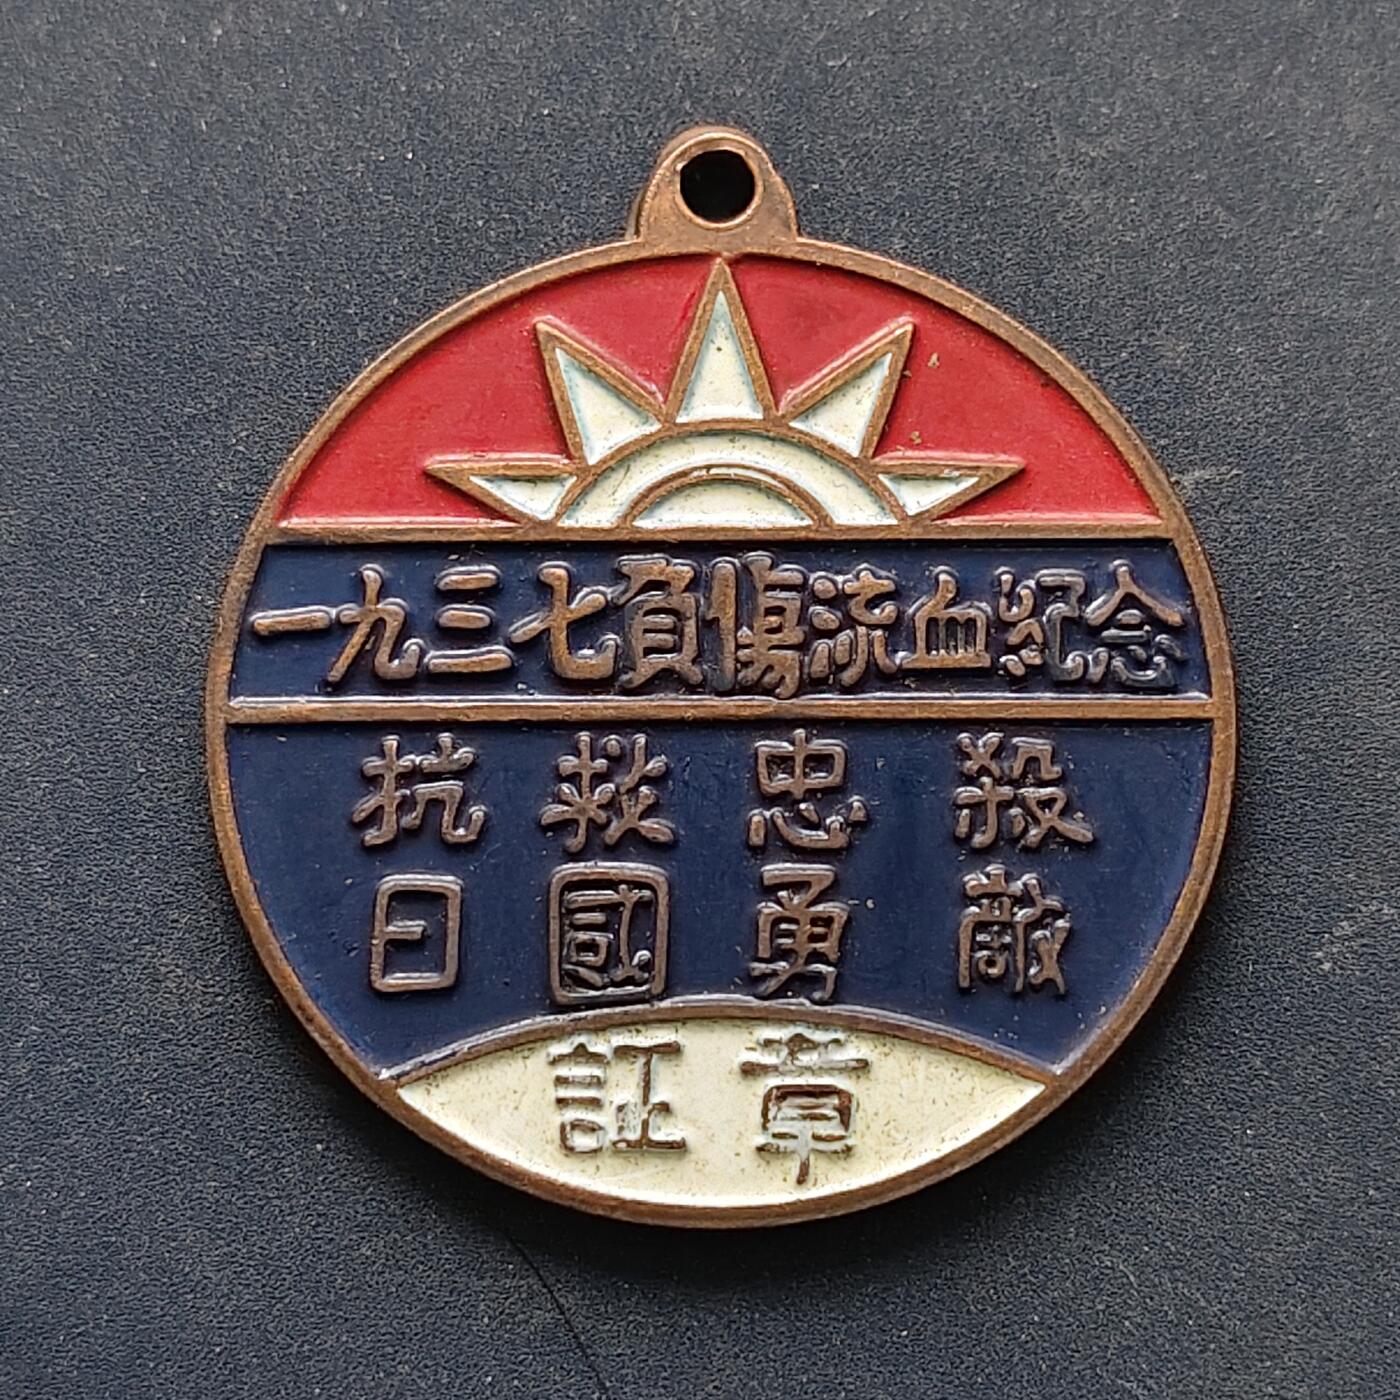 一九三七負傷流血紀念
抗日 救國 忠勇 殺敵
証章